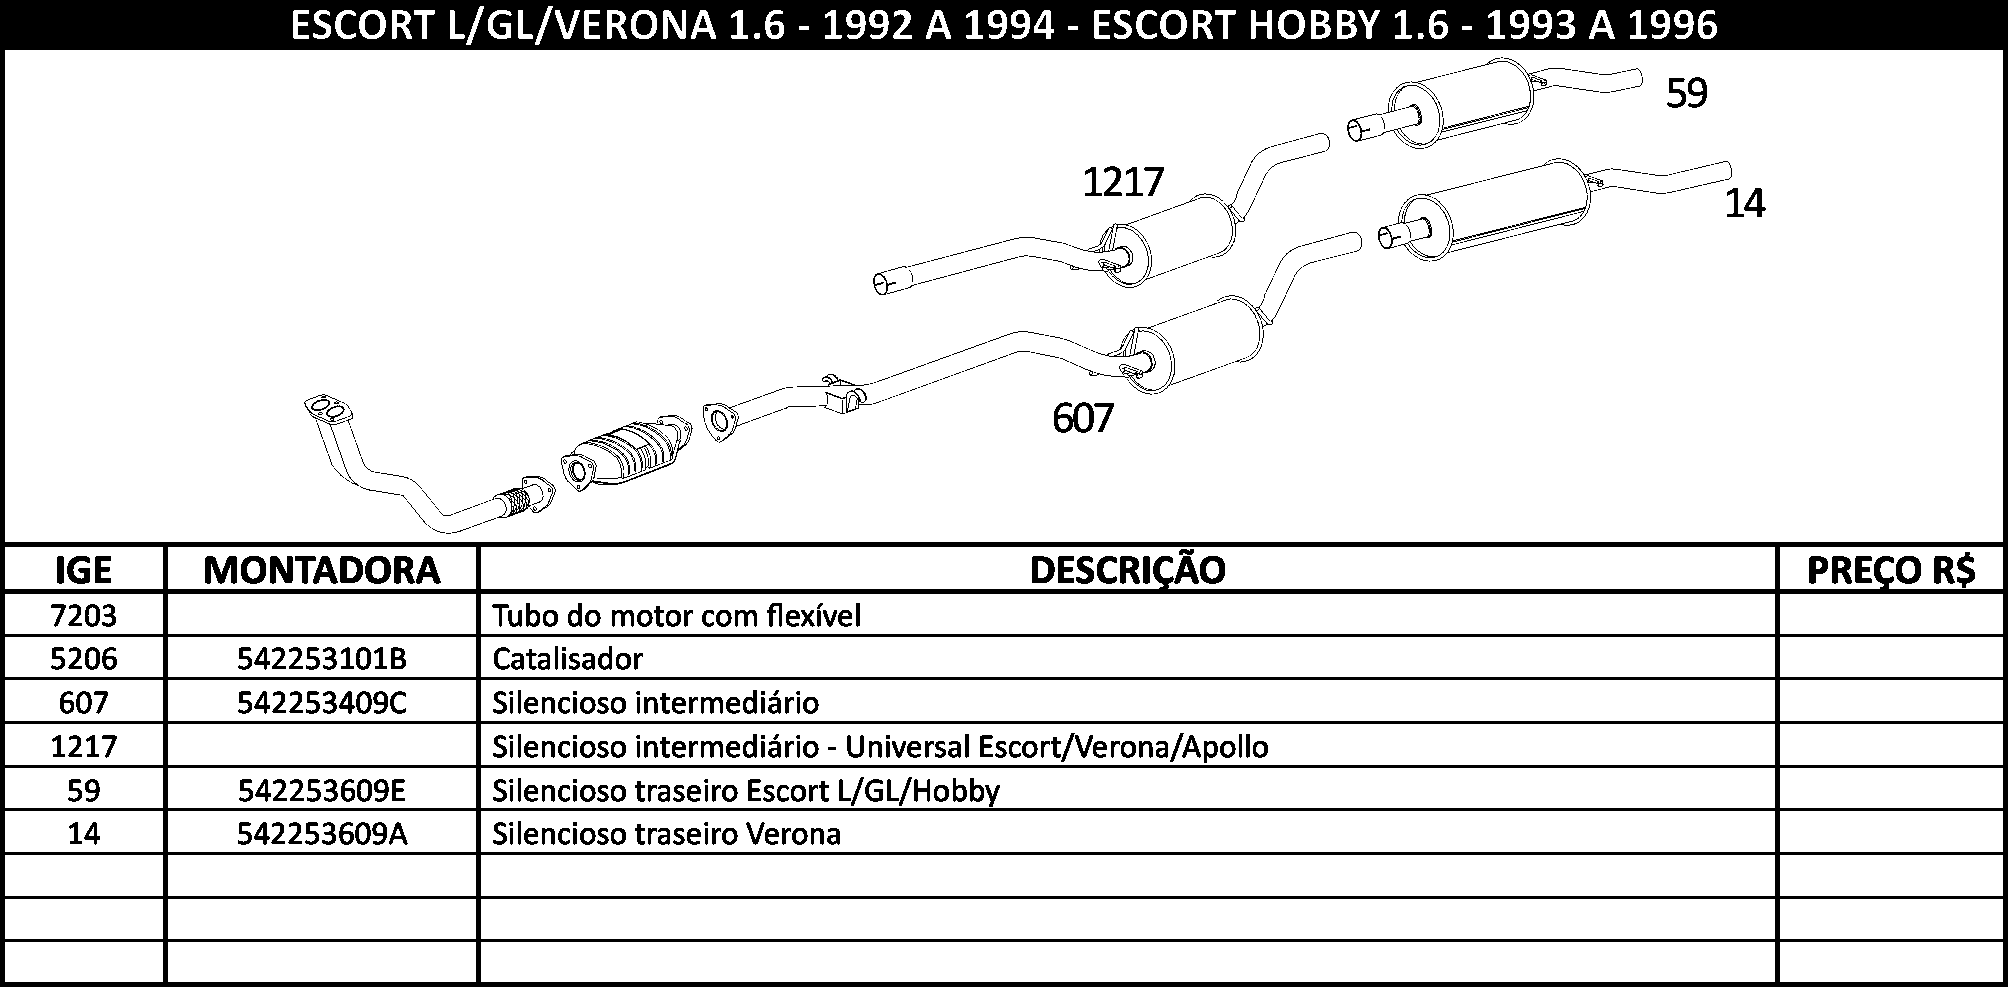 ESCORT L/GL/VERONA 1.6 - 1992 A 1994 - ESCORT HOBBY 1.6 - 1993 A 1996
59
1217
14
607
IGE MONTADORA DESCRIÇÃO PREÇO R$
7203 Tubo do motor com flexível
5206 542253101B Catalisador
607 542253409C Silencioso intermediário
1217 Silencioso intermediário - Universal Escort/Verona/Apollo
59 542253609E Silencioso traseiro Escort L/GL/Hobby
14 542253609A Silencioso traseiro Verona